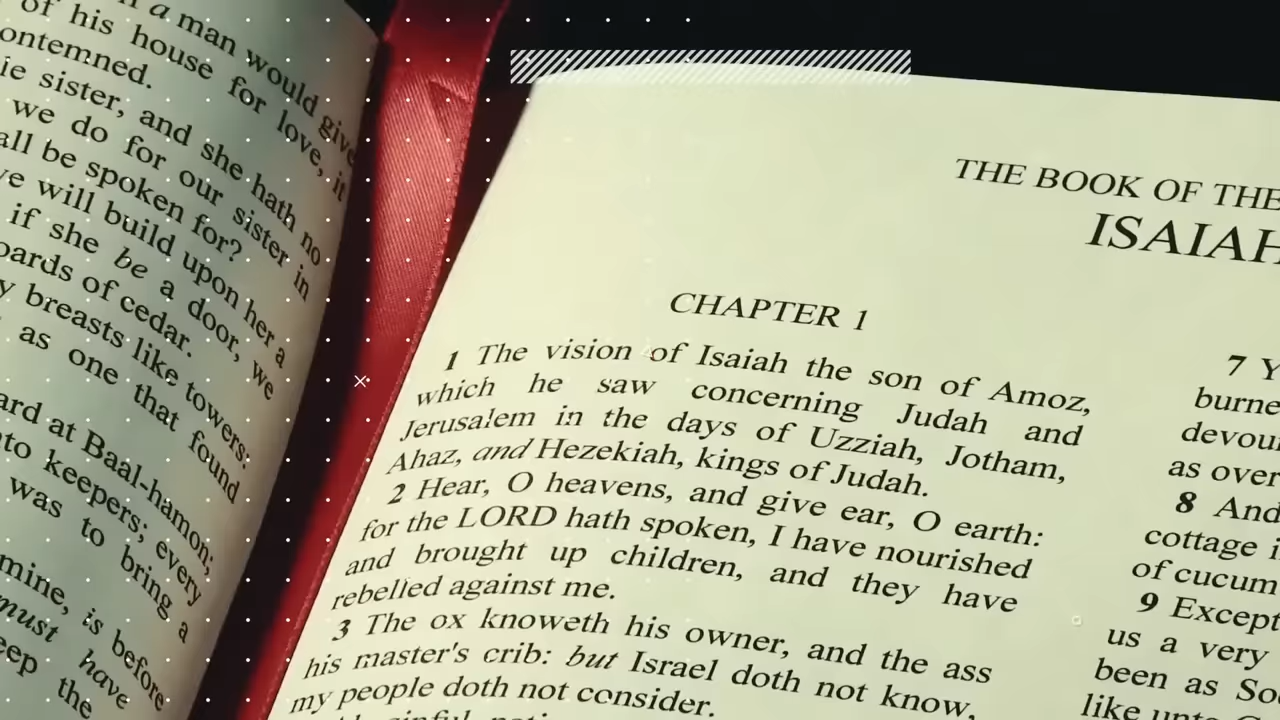 a man would give
of his house for love, it
contemned.
sister, and she hath no
we do for our sister in
be spoken for?
we will build upon her a
if she be a door, we
boards of cedar.
breasts like towers:
as one that found
at Baal-hamon;
keepers; every
was to bring a
mine, is before
must have
the
THE BOOK OF THE
ISAIAH
CHAPTER 1
1 The vision of Isaiah the son of Amoz,
which he saw concerning Judah and
Jerusalem in the days of Uzziah, Jotham,
Ahaz, and Hezekiah, kings of Judah.
2 Hear, O heavens, and give ear, O earth:
for the LORD hath spoken, I have nourished
and brought up children, and they have
rebelled against me.
3 The ox knoweth his owner, and the ass
his master's crib: but Israel doth not know,
my people doth not consider.
7 Y
burne
devou
as over
8 And
cottage i
of cucum
9 Except
us a very
been as So
like unto